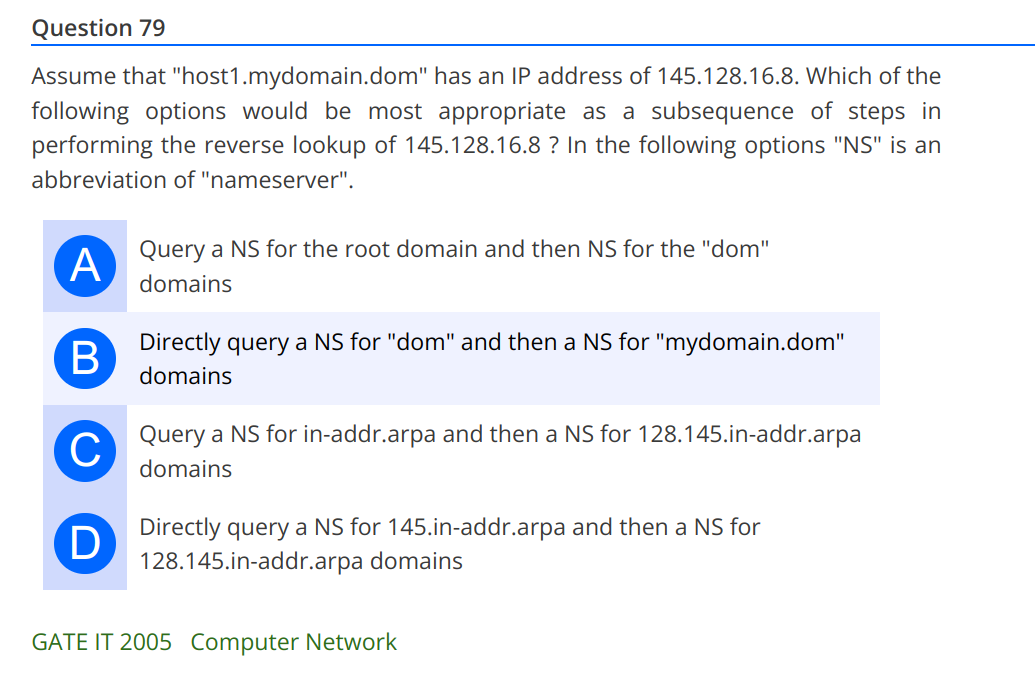 Question 79
Assume that "host1.mydomain.dom" has an IP address of 145.128.16.8. Which of the
following options would be most appropriate as a subsequence of steps in
performing the reverse lookup of 145.128.16.8 ? In the following options "NS" is an
abbreviation of "nameserver".
A
Query a NS for the root domain and then NS for the "dom"
domains
B
Directly query a NS for "dom" and then a NS for "mydomain.dom"
domains
C
Query a NS for in-addr.arpa and then a NS for 128.145.in-addr.arpa
domains
D
Directly query a NS for 145.in-addr.arpa and then a NS for
128.145.in-addr.arpa domains
GATE IT 2005 Computer Network